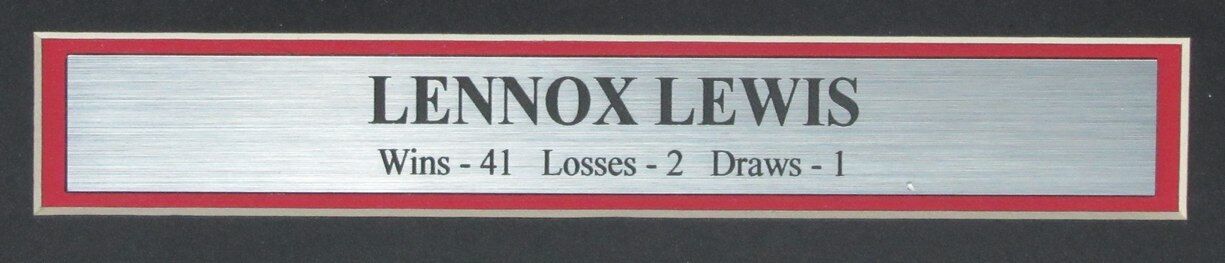 LENNOX LEWIS
Wins - 41 Losses - 2 Draws - 1